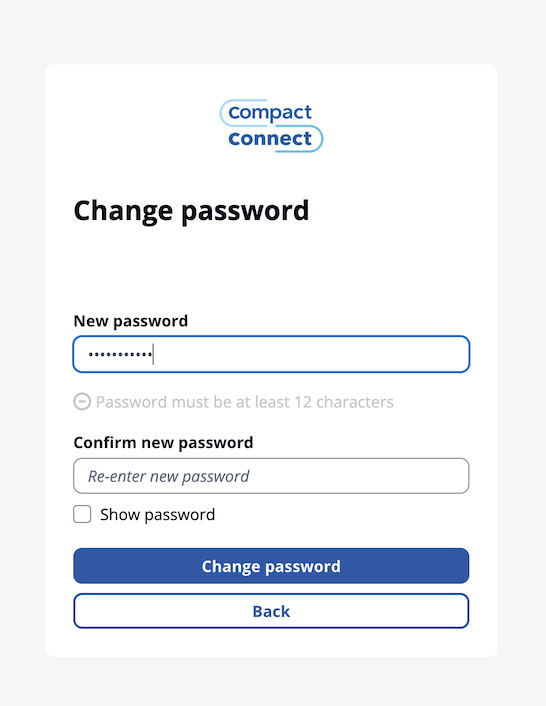 Compact
Connect
Change password
New password
•••••••••••
Password must be at least 12 characters
Confirm new password
Re-enter new password
Show password
Change password
Back